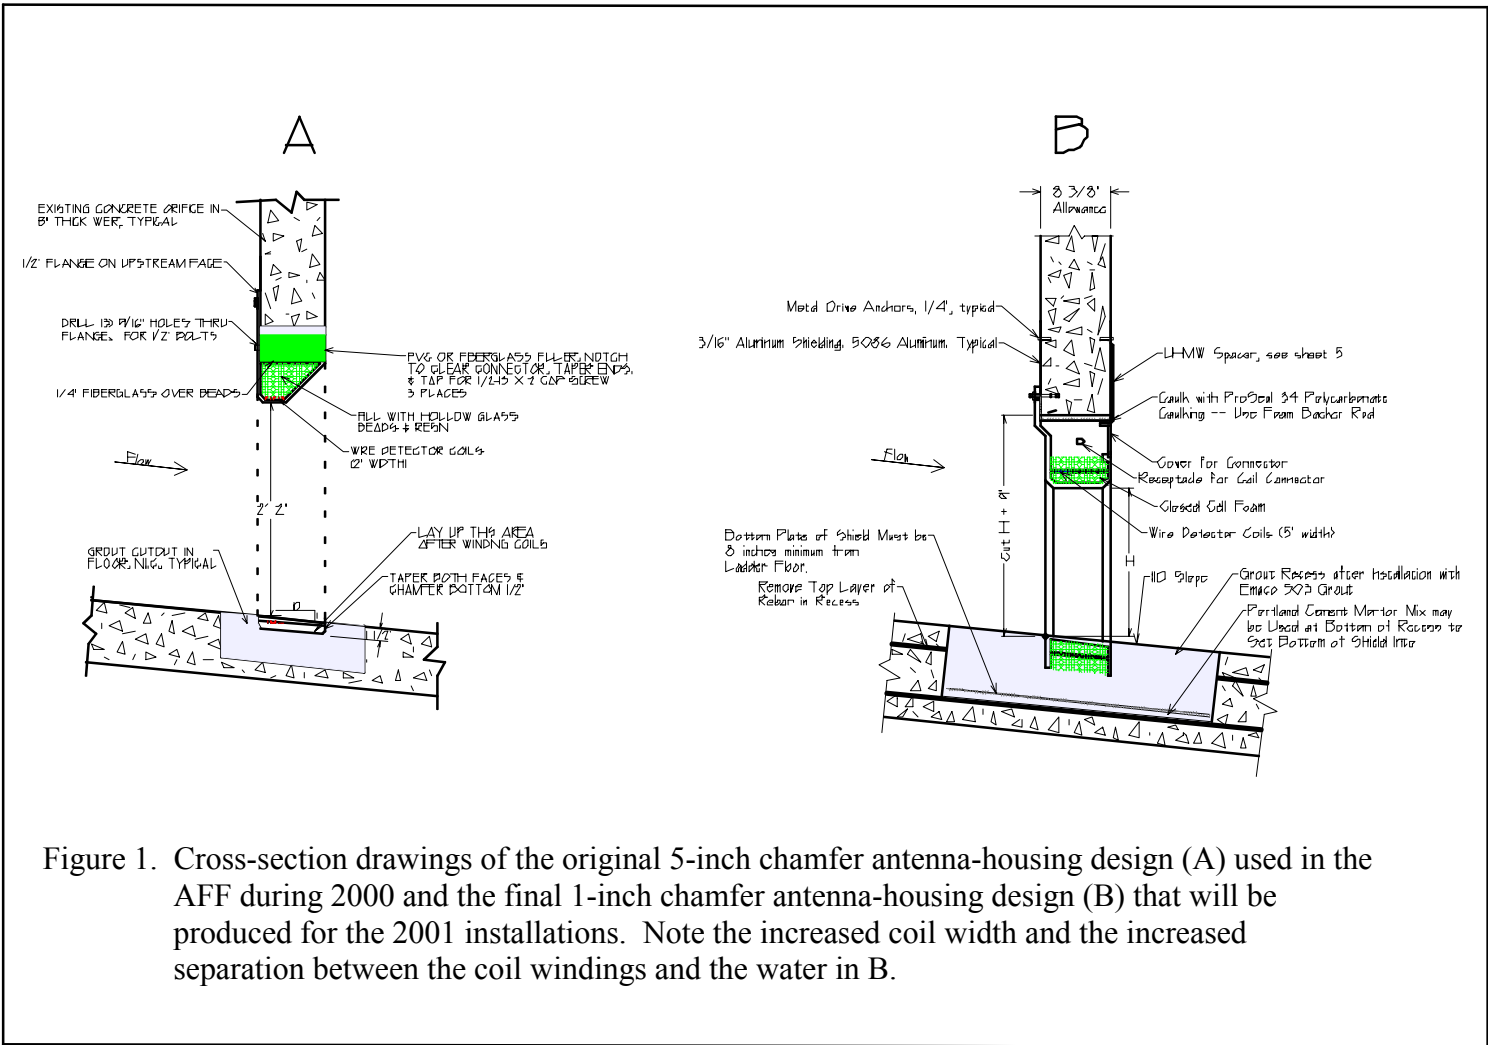 A
EXISTING CONCRETE ORIFICE IN
8" THICK WEIR, TYPICAL
1/2" FLANGE ON UPSTREAM FACE
DRILL 13) 9/16" HOLES THRU
FLANGE. FOR 1/2" BOLTS
1/4" FIBERGLASS OVER BEADS
PVC OR FIBERGLASS FILLER, NOTCH
TO CLEAR CONNECTOR, TAPER ENDS,
& TAP FOR 1/2-13 X 2 CAP SCREW
3 PLACES
FILL WITH HOLLOW GLASS
BEADS & RESIN
WIRE DETECTOR COILS
(2" WIDTH)
Flow
2' 2"
LAY UP THIS AREA
AFTER WINDING COILS
GROUT CUTOUT IN
FLOOR, N.I.C., TYPICAL
TAPER BOTH FACES &
CHAMFER BOTTOM 1/2"
D
1/2"
B
8 3/8"
Allowance
Metal Drive Anchors, 1/4", typical
3/16" Aluminum Shielding. 5086 Aluminum. Typical
UHMW Spacer, see sheet 5
Caulk with ProSeal 34 Polycarbonate
Caulking -- Use Foam Backer Rod
Cover for Connector
Receptacle for Coil Connector
Closed Cell Foam
Wire Detector Coils (5" width)
Flow
Cut H + 9"
H
Bottom Plate of Shield Must be
3 inches minimum from
Ladder Floor.
Remove Top Layer of
Rebar in Recess
1:10 Slope
Grout Recess after Installation with
Emaco 503 Grout
Portland Cement Mortor Mix may
be Used at Bottom of Recess to
Set Bottom of Shield Into
Figure 1. Cross-section drawings of the original 5-inch chamfer antenna-housing design (A) used in the
AFF during 2000 and the final 1-inch chamfer antenna-housing design (B) that will be
produced for the 2001 installations. Note the increased coil width and the increased
separation between the coil windings and the water in B.